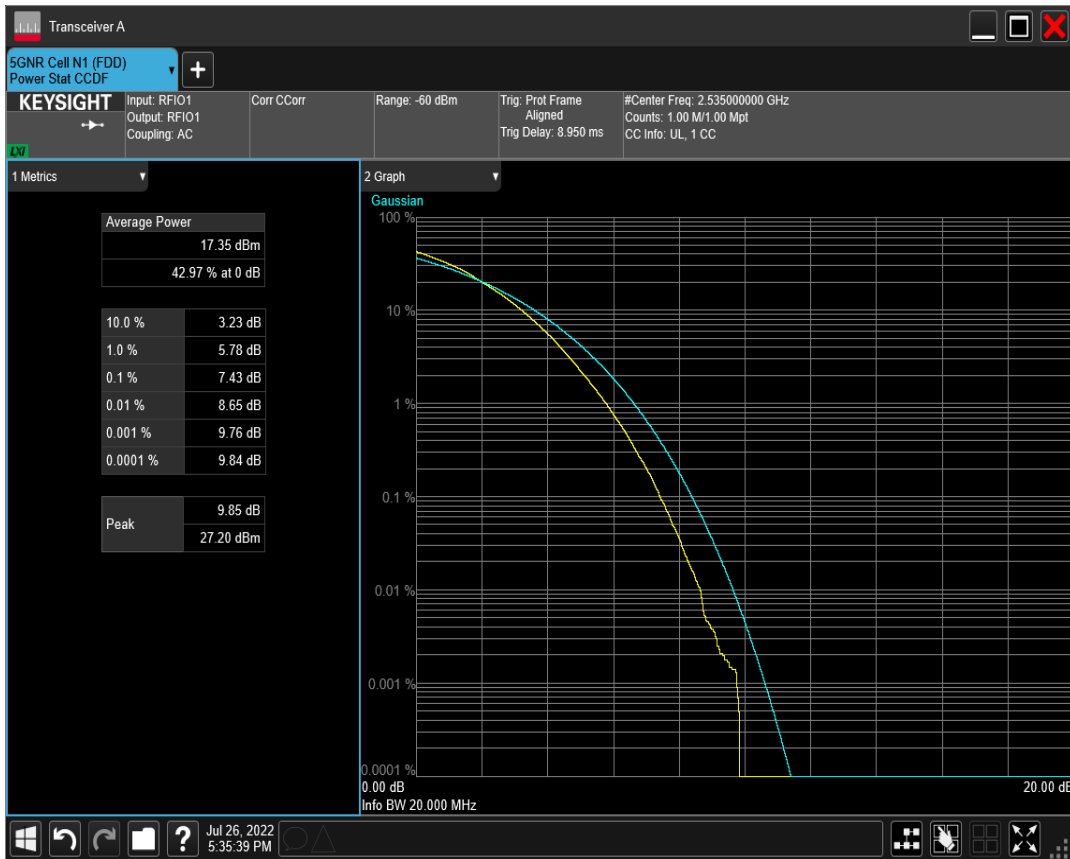 Transceiver A
5GNR Cell N1 (FDD)
Power Stat CCDF
KEYSIGHT
LXI
Input: RFIO1
Output: RFIO1
Coupling: AC
Corr CCorr
Range: -60 dBm
Trig: Prot Frame
Aligned
Trig Delay: 8.950 ms
#Center Freq: 2.535000000 GHz
Counts: 1.00 M/1.00 Mpt
CC Info: UL, 1 CC
1 Metrics
Average Power
17.35 dBm
42.97 % at 0 dB
10.0 % 3.23 dB
1.0 % 5.78 dB
0.1 % 7.43 dB
0.01 % 8.65 dB
0.001 % 9.76 dB
0.0001 % 9.84 dB
Peak
9.85 dB
27.20 dBm
2 Graph
Gaussian
100 %
10 %
1 %
0.1 %
0.01 %
0.001 %
0.0001 %
0.00 dB
20.00 dB
Info BW 20.000 MHz
?
Jul 26, 2022
5:35:39 PM